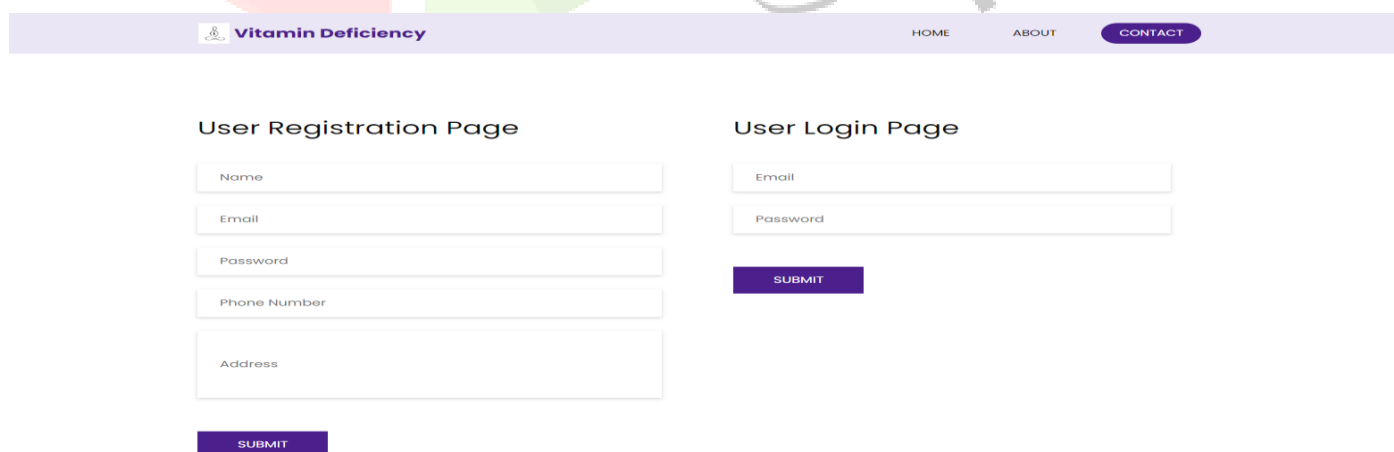 Vitamin Deficiency
HOME ABOUT CONTACT
User Registration Page
Name
Email
Password
Phone Number
Address
SUBMIT
User Login Page
Email
Password
SUBMIT